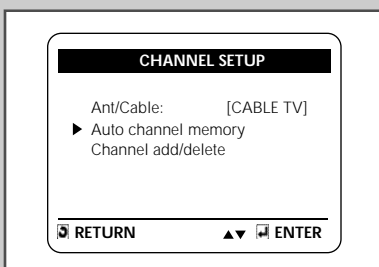 CHANNEL SETUP
Ant/Cable: [CABLE TV]
Auto channel memory
Channel add/delete
RETURN ▲▼ ENTER